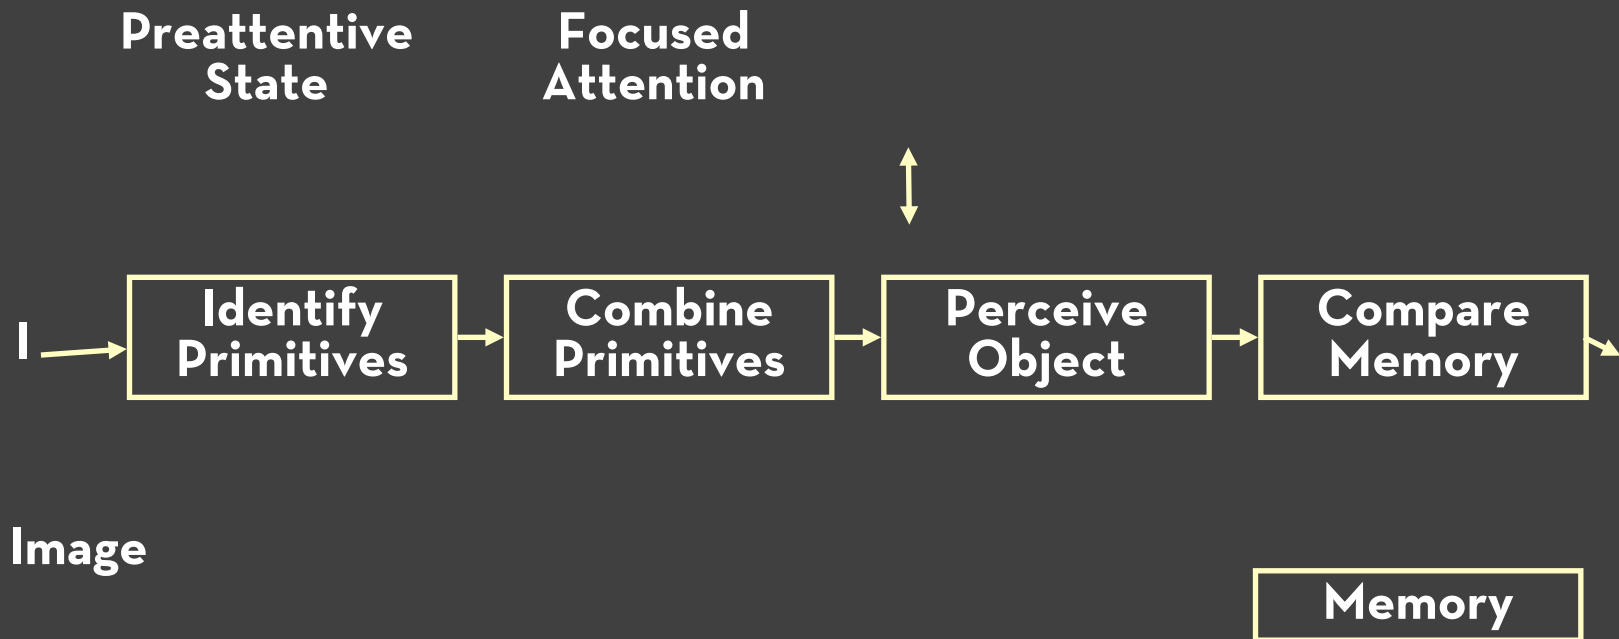 Preattentive
State
Focused
Attention
I
Identify
Primitives
Combine
Primitives
Perceive
Object
Compare
Memory
Image
Memory